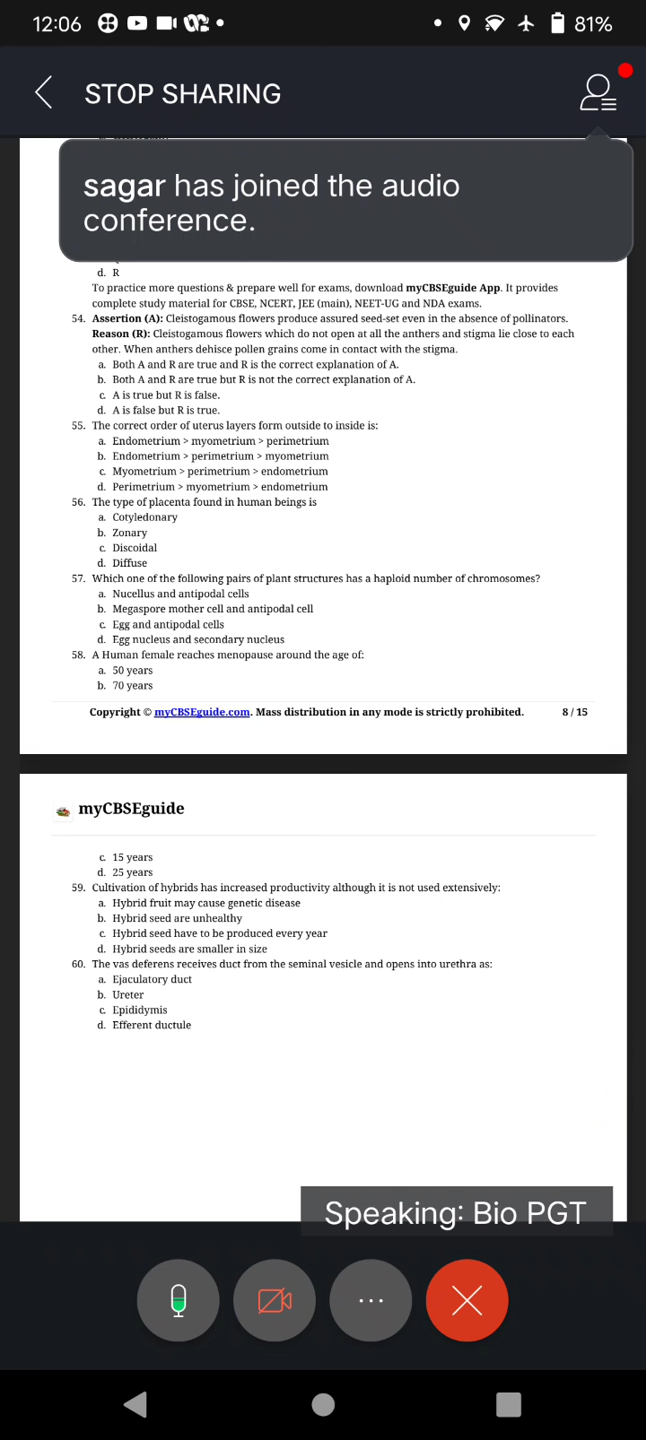 12:06
81%
STOP SHARING
sagar has joined the audio
conference.
d. R
To practice more questions & prepare well for exams, download myCBSEguide App. It provides
complete study material for CBSE, NCERT, JEE (main), NEET-UG and NDA exams.
54. Assertion (A): Cleistogamous flowers produce assured seed-set even in the absence of pollinators.
Reason (R): Cleistogamous flowers which do not open at all the anthers and stigma lie close to each
other. When anthers dehisce pollen grains come in contact with the stigma.
a. Both A and R are true and R is the correct explanation of A.
b. Both A and R are true but R is not the correct explanation of A.
c. A is true but R is false.
d. A is false but R is true.
55. The correct order of uterus layers form outside to inside is:
a. Endometrium > myometrium > perimetrium
b. Endometrium > perimetrium > myometrium
c. Myometrium > perimetrium > endometrium
d. Perimetrium > myometrium > endometrium
56. The type of placenta found in human beings is
a. Cotyledonary
b. Zonary
c. Discoidal
d. Diffuse
57. Which one of the following pairs of plant structures has a haploid number of chromosomes?
a. Nucellus and antipodal cells
b. Megaspore mother cell and antipodal cell
c. Egg and antipodal cells
d. Egg nucleus and secondary nucleus
58. A Human female reaches menopause around the age of:
a. 50 years
b. 70 years
Copyright © myCBSEguide.com. Mass distribution in any mode is strictly prohibited. 8 / 15
myCBSEguide
c. 15 years
d. 25 years
59. Cultivation of hybrids has increased productivity although it is not used extensively:
a. Hybrid fruit may cause genetic disease
b. Hybrid seed are unhealthy
c. Hybrid seed have to be produced every year
d. Hybrid seeds are smaller in size
60. The vas deferens receives duct from the seminal vesicle and opens into urethra as:
a. Ejaculatory duct
b. Ureter
c. Epididymis
d. Efferent ductule
Speaking: Bio PGT